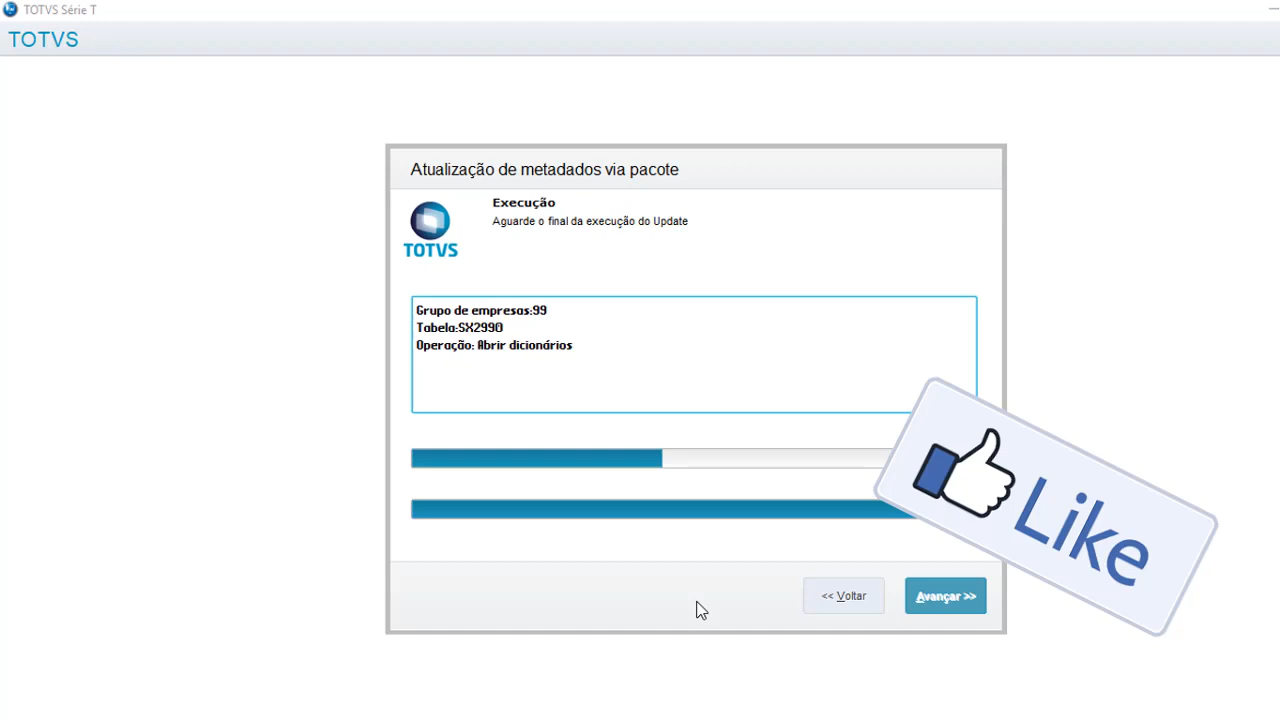 TOTVS Série T
TOTVS
Atualização de metadados via pacote
Execução
Aguarde o final da execução do Update
TOTVS
Grupo de empresas:99
Tabela:SX2990
Operação: Abrir dicionários
Like
<< Voltar
Avançar >>